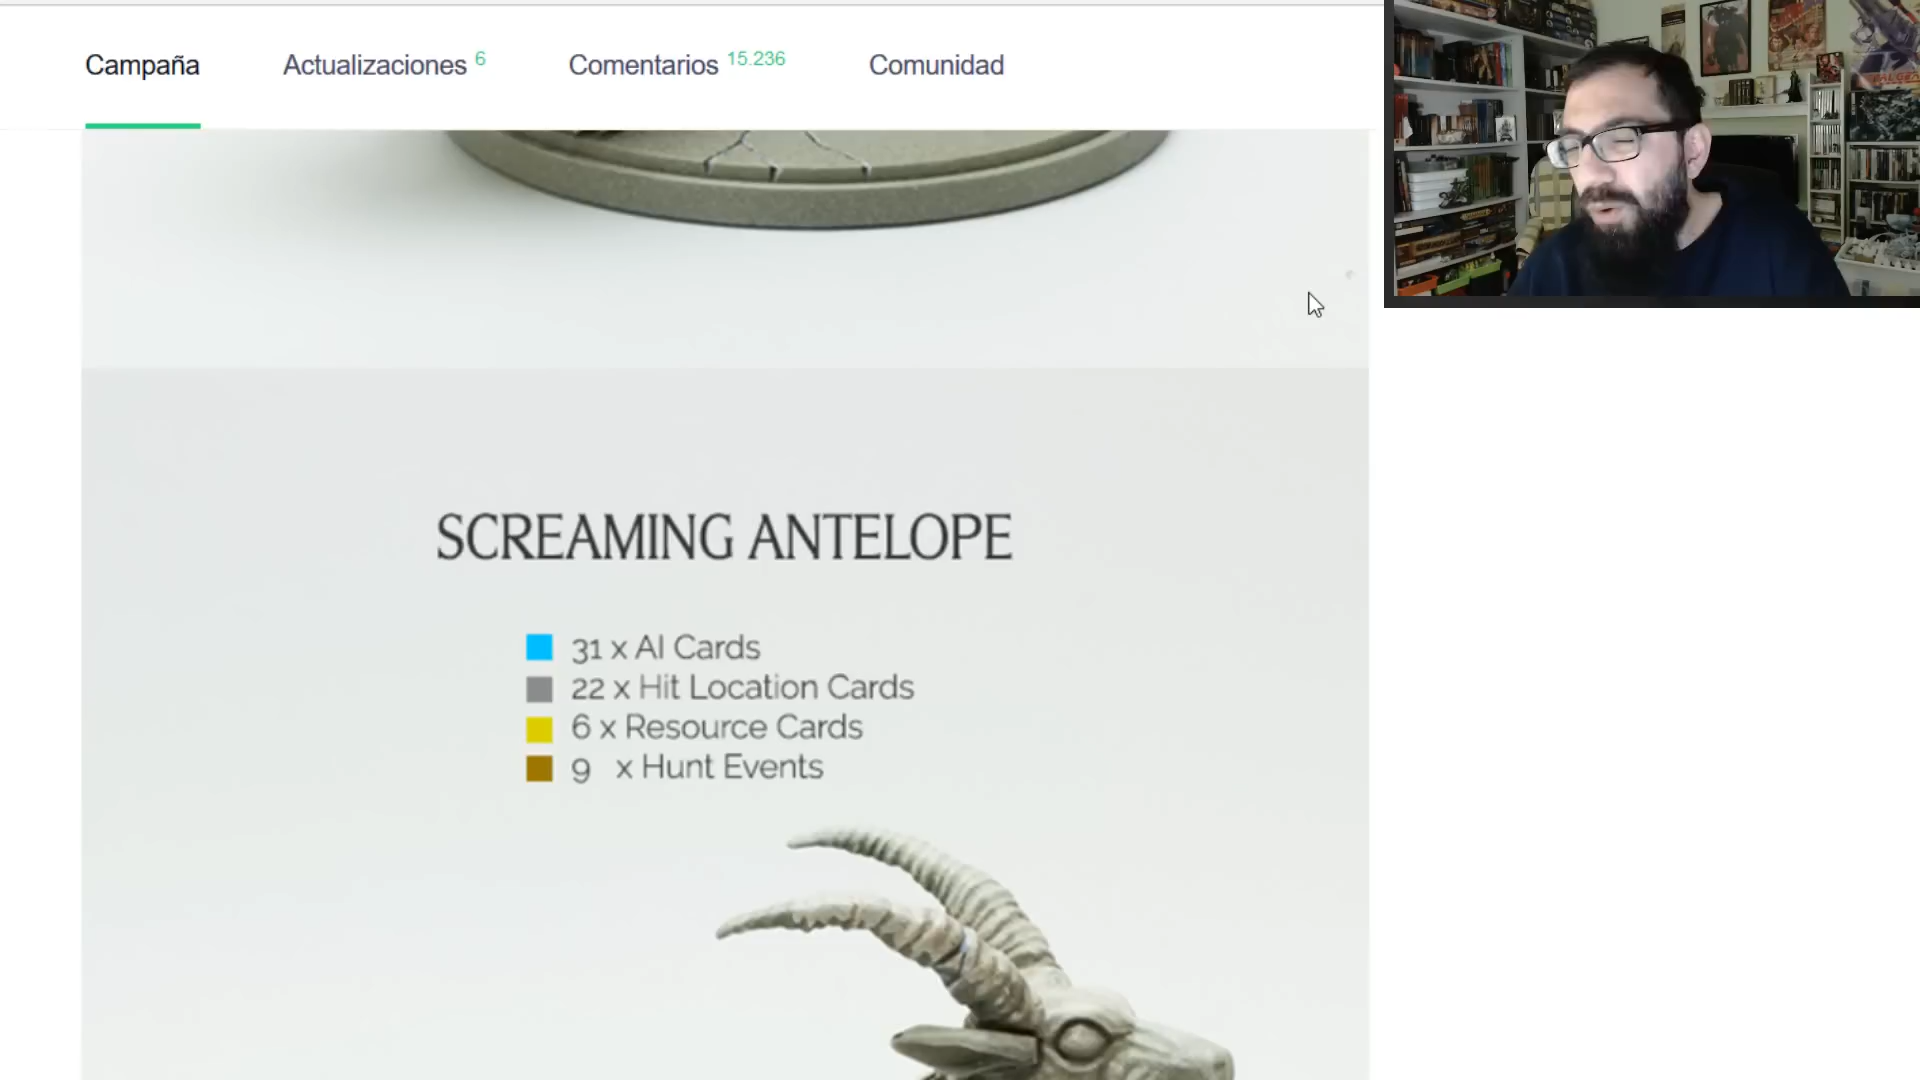 Campaña
Actualizaciones 6
Comentarios 15.236
Comunidad
SCREAMING ANTELOPE
31 x AI Cards
22 x Hit Location Cards
6 x Resource Cards
9 x Hunt Events